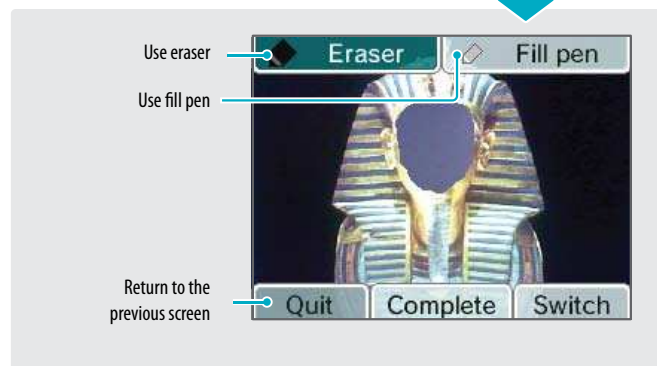 Use eraser
Eraser
Fill pen
Use fill pen
Return to the
previous screen
Quit
Complete
Switch